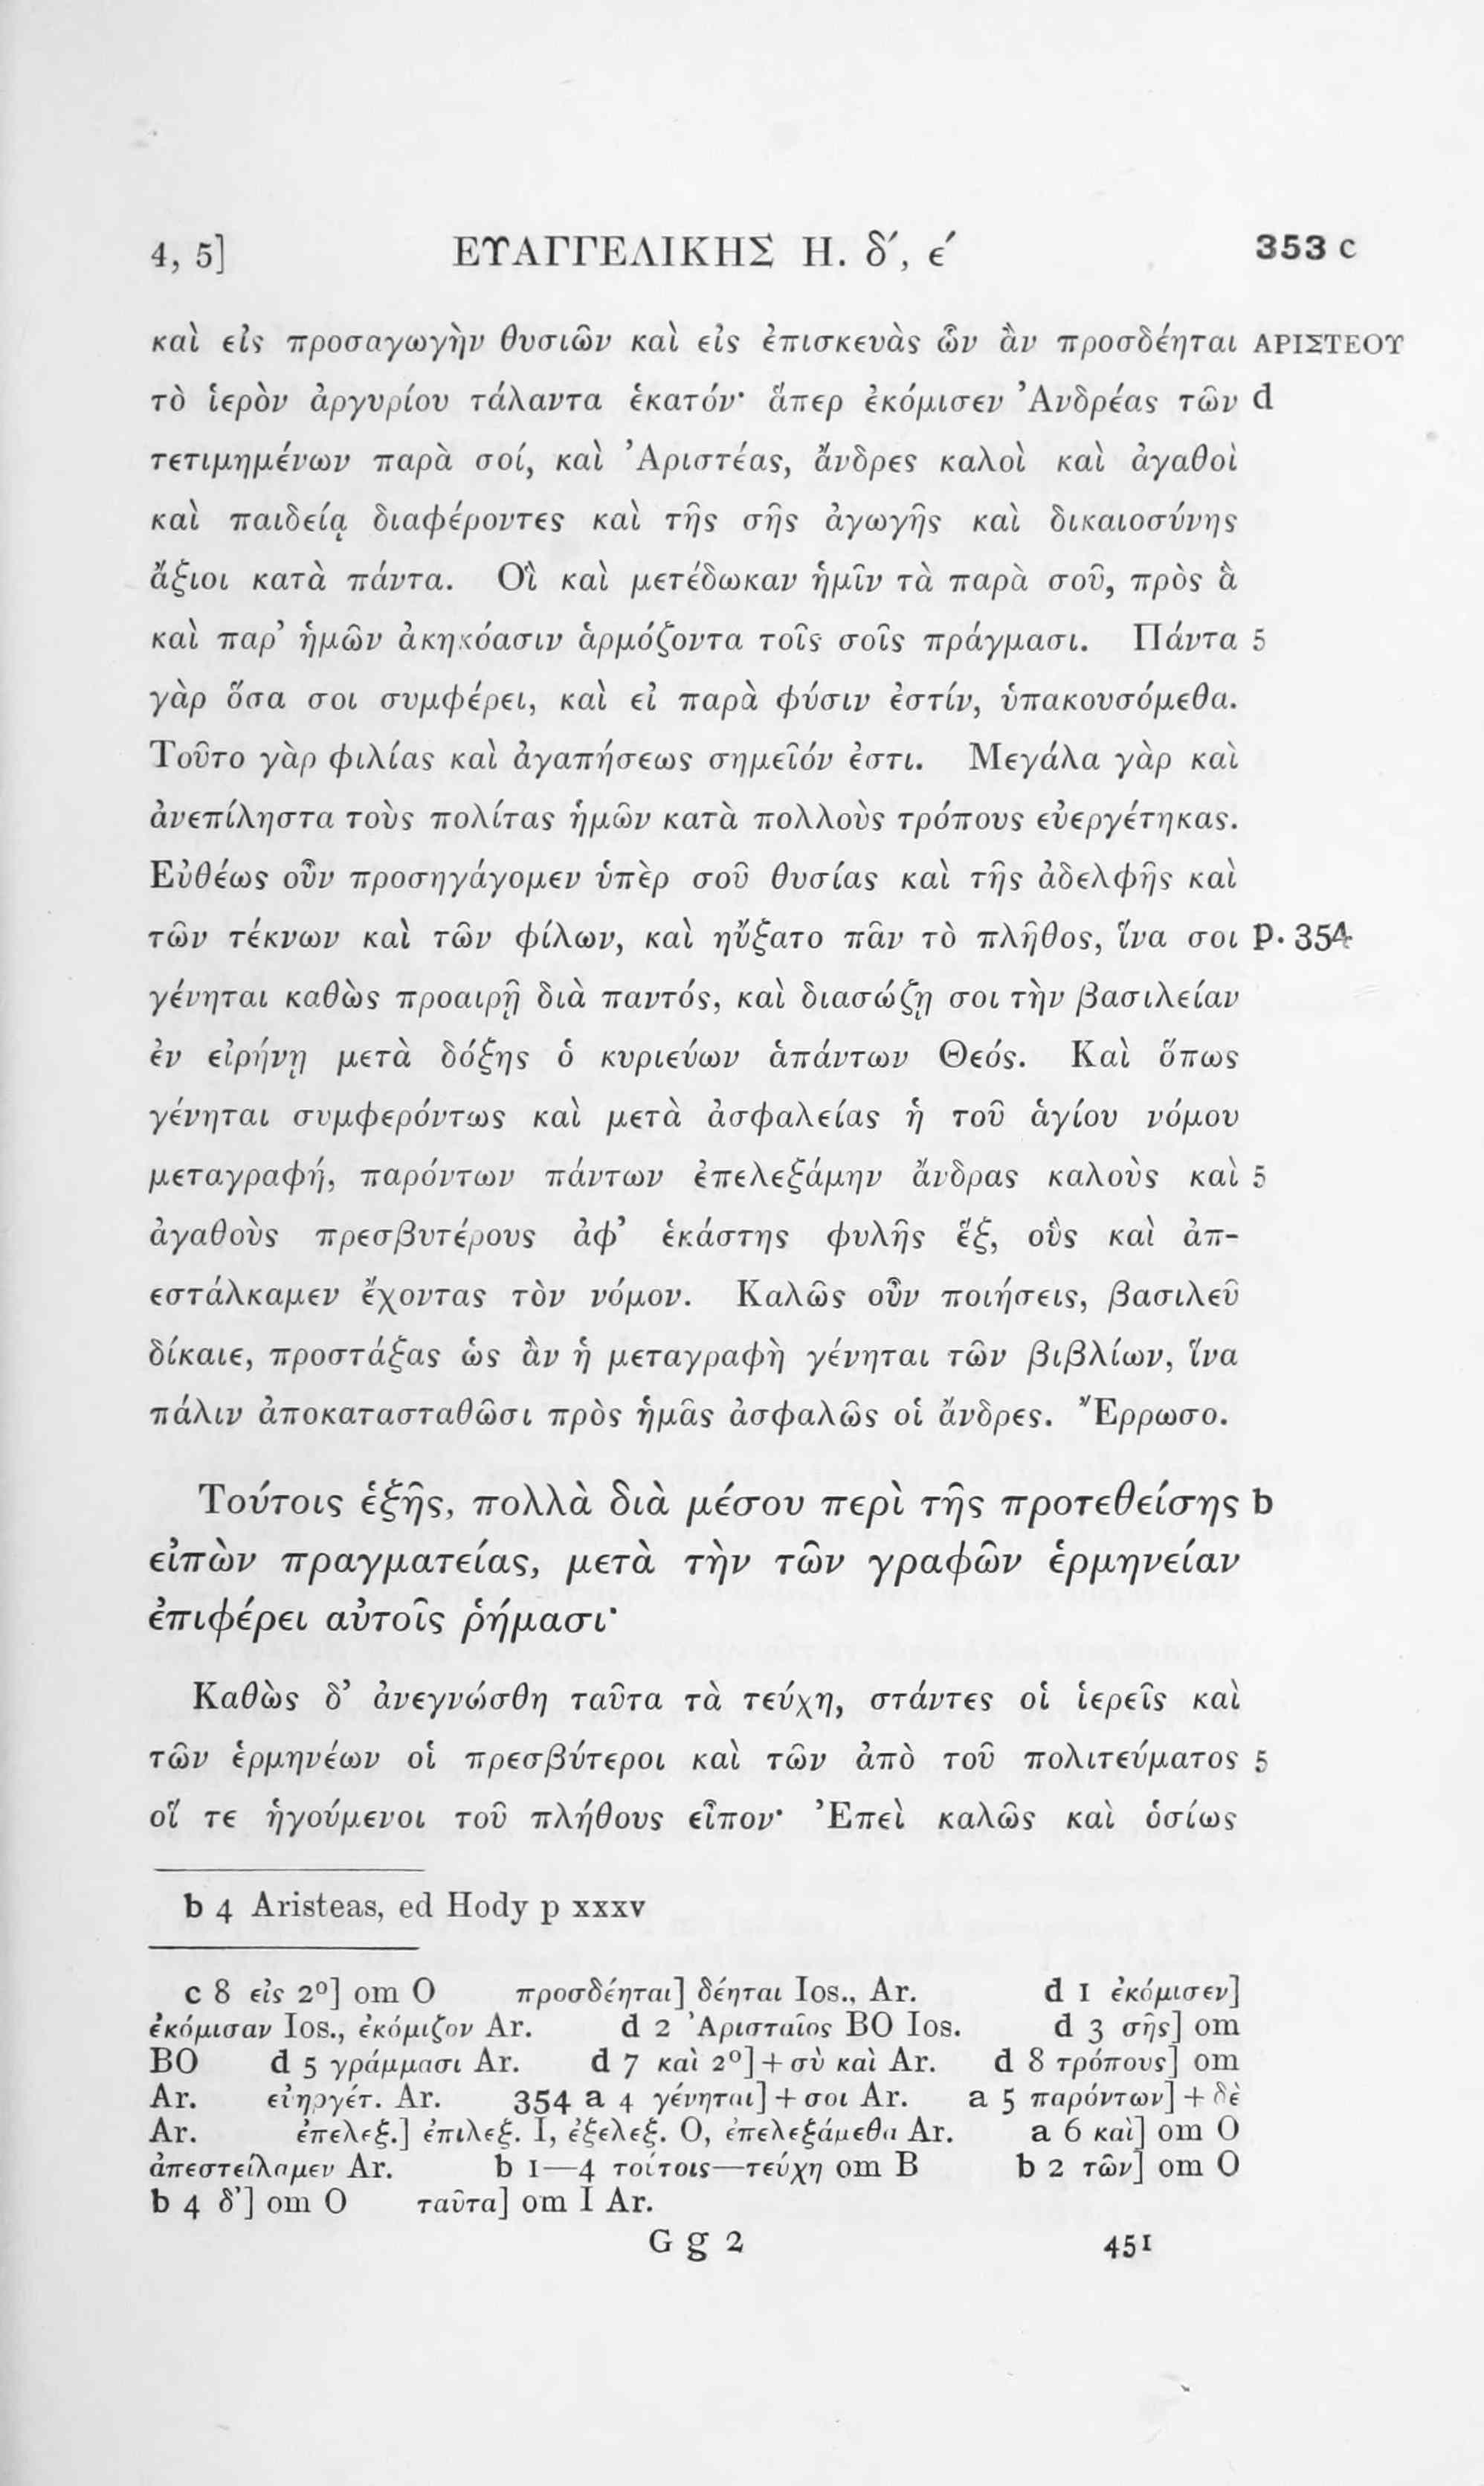 4, 5] ΕΥΑΓΓΕΛΙΚΗΣ Η. δ´, ε´ 353 c
καὶ εἰς προσαγωγὴν θυσιῶν καὶ εἰς ἐπισκευὰς ὧν ἂν προσδέηται ΑΡΙΣΤΕΟΥ
τὸ ἱερὸν ἀργυρίου τάλαντα ἑκατόν· ἅπερ ἐκόμισεν Ἀνδρέας τῶν d
τετιμημένων παρὰ σοί, καὶ Ἀριστέας, ἄνδρες καλοὶ καὶ ἀγαθοὶ
καὶ παιδείᾳ διαφέροντες καὶ τῆς σῆς ἀγωγῆς καὶ δικαιοσύνης
ἄξιοι κατὰ πάντα. Οἳ καὶ μετέδωκαν ἡμῖν τὰ παρὰ σοῦ, πρὸς ἃ
καὶ παρ’ ἡμῶν ἀκηκόασιν ἁρμόζοντα τοῖς σοῖς πράγμασι. Πάντα 5
γὰρ ὅσα σοι συμφέρει, καὶ εἰ παρὰ φύσιν ἐστίν, ὑπακουσόμεθα.
Τοῦτο γὰρ φιλίας καὶ ἀγαπήσεως σημεῖόν ἐστι. Μεγάλα γὰρ καὶ
ἀνεπίληστα τοὺς πολίτας ἡμῶν κατὰ πολλοὺς τρόπους εὐεργέτηκας.
Εὐθέως οὖν προσηγάγομεν ὑπὲρ σοῦ θυσίας καὶ τῆς ἀδελφῆς καὶ
τῶν τέκνων καὶ τῶν φίλων, καὶ ηὔξατο πᾶν τὸ πλῆθος, ἵνα σοι p. 354
γένηται καθὼς προαιρῇ διὰ παντός, καὶ διασώζῃ σοι τὴν βασιλείαν
ἐν εἰρήνῃ μετὰ δόξης ὁ κυριεύων ἁπάντων Θεός. Καὶ ὅπως
γένηται συμφερόντως καὶ μετὰ ἀσφαλείας ἡ τοῦ ἁγίου νόμου
μεταγραφή, παρόντων πάντων ἐπελεξάμην ἄνδρας καλοὺς καὶ 5
ἀγαθοὺς πρεσβυτέρους ἀφ’ ἑκάστης φυλῆς ἕξ, οὓς καὶ ἀπ-
εστάλκαμεν ἔχοντας τὸν νόμον. Καλῶς οὖν ποιήσεις, βασιλεῦ
δίκαιε, προστάξας ὡς ἂν ἡ μεταγραφὴ γένηται τῶν βιβλίων, ἵνα
πάλιν ἀποκατασταθῶσι πρὸς ἡμᾶς ἀσφαλῶς οἱ ἄνδρες. Ἔρρωσο.
Τούτοις ἑξῆς, πολλὰ διὰ μέσου περὶ τῆς προτεθείσης b
εἰπὼν πραγματείας, μετὰ τὴν τῶν γραφῶν ἑρμηνείαν
ἐπιφέρει αὐτοῖς ῥήμασι·
Καθὼς δ’ ἀνεγνώσθη ταῦτα τὰ τεύχη, στάντες οἱ ἱερεῖς καὶ
τῶν ἑρμηνέων οἱ πρεσβύτεροι καὶ τῶν ἀπὸ τοῦ πολιτεύματος 5
οἵ τε ἡγούμενοι τοῦ πλήθους εἶπον· Ἐπεὶ καλῶς καὶ ὁσίως
b 4 Aristeas, ed Hody p xxxv
c 8 εἰς 2⁰] om O προσδέηται] δέηται Ios., Ar. d 1 ἐκόμισεν]
ἐκόμισαν Ios., ἐκόμιζον Ar. d 2 Ἀρισταῖος BO Ios. d 3 σῆς] om
BO d 5 γράμμασι Ar. d 7 καὶ 2⁰] + σὺ καὶ Ar. d 8 τρόπους] om
Ar. εὐηργέτ. Ar. 354 a 4 γένηται] + σοι Ar. a 5 παρόντων] + δὲ
Ar. ἐπελεξ.] ἐπιλεξ. I, ἐξελεξ. O, ἐπελεξάμεθα Ar. a 6 καὶ] om O
ἀπεστείλαμεν Ar. b 1—4 τούτοις—τεύχη om B b 2 τῶν] om O
b 4 δ’] om O ταῦτα] om I Ar.
G g 2 451